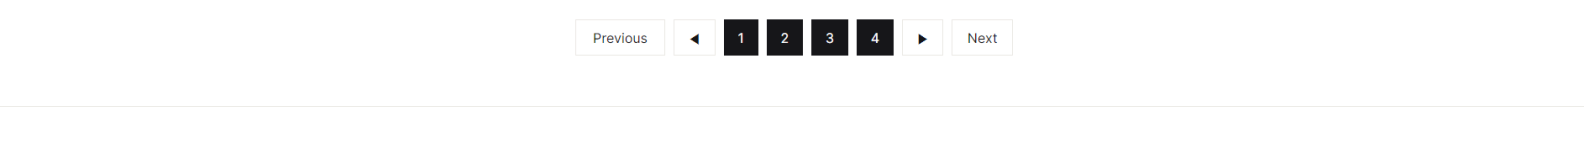 Previous ◀ 1 2 3 4 ▶ Next